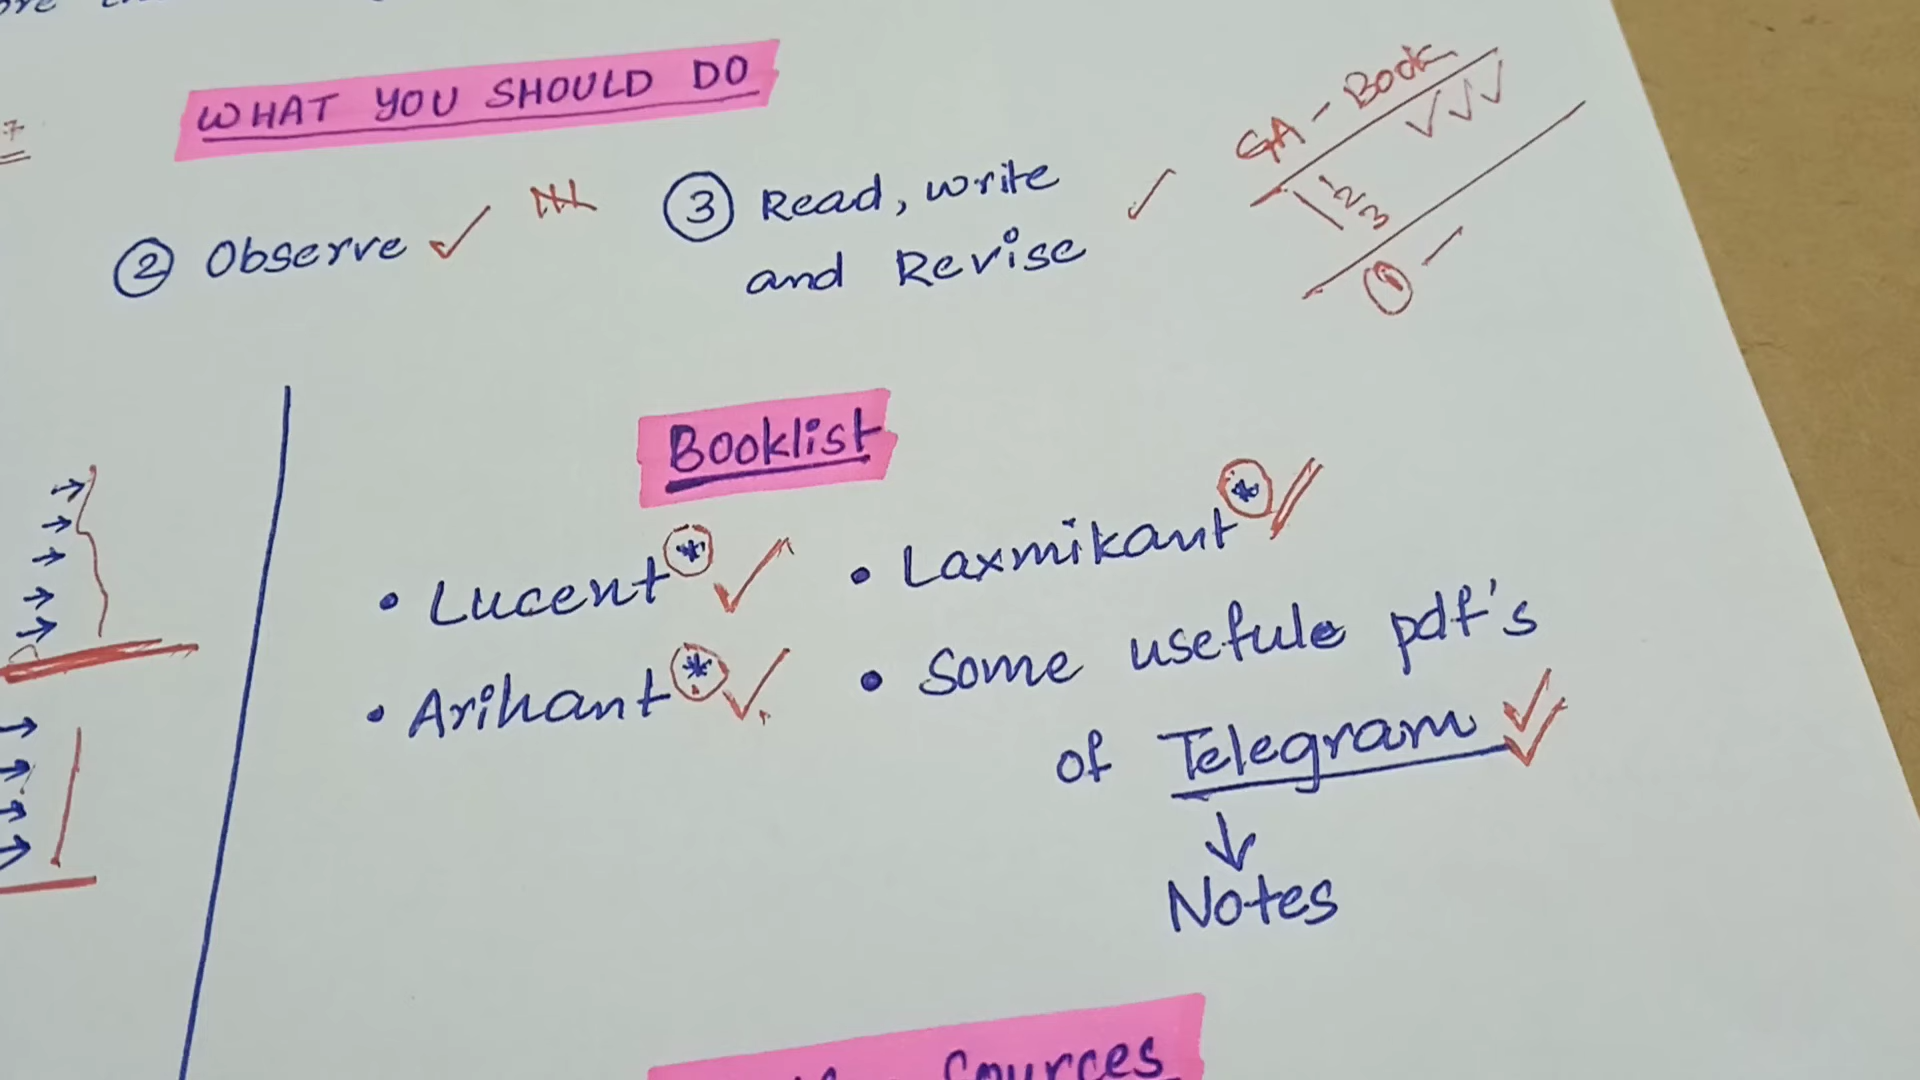 WHAT YOU SHOULD DO
② Observe
③ Read, write
and Revise
GA - Book
1 2 3
Booklist
• Lucent*
• Arihant*
• Laxmikant*
• Some usefule pdf's
of Telegram
↓
Notes
Sources